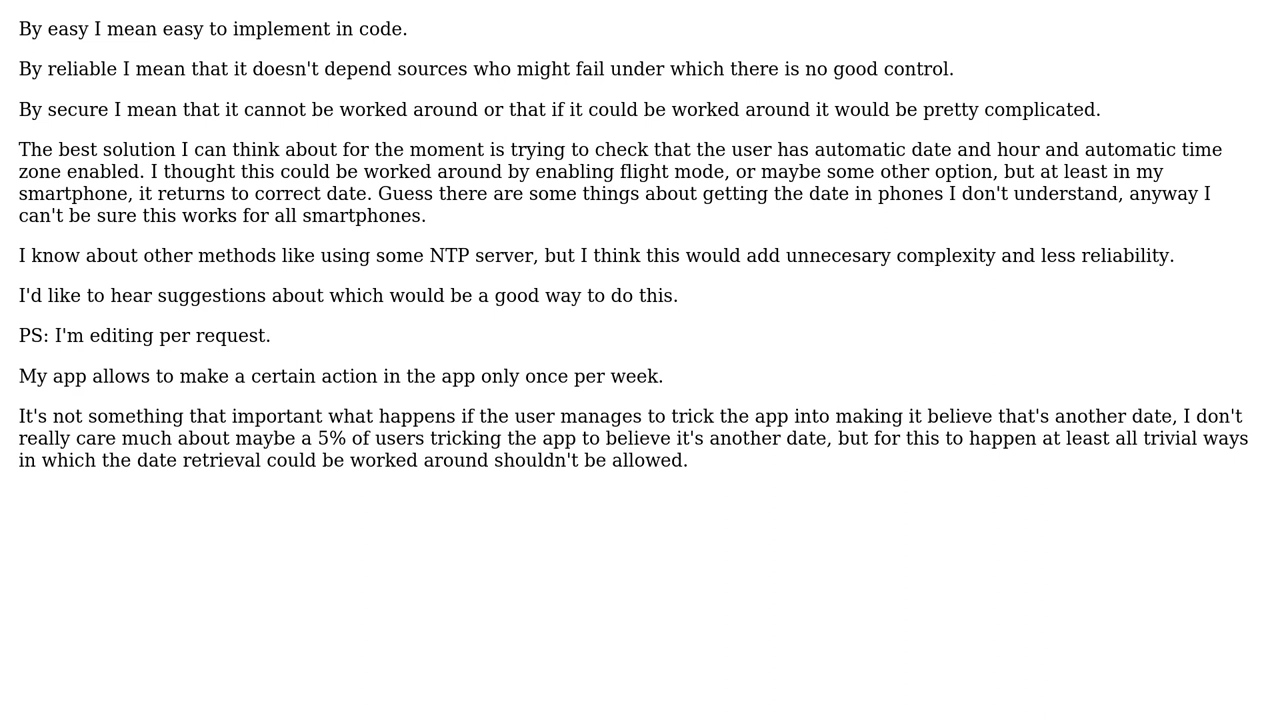 By easy I mean easy to implement in code.
By reliable I mean that it doesn't depend sources who might fail under which there is no good control.
By secure I mean that it cannot be worked around or that if it could be worked around it would be pretty complicated.
The best solution I can think about for the moment is trying to check that the user has automatic date and hour and automatic time
zone enabled. I thought this could be worked around by enabling flight mode, or maybe some other option, but at least in my
smartphone, it returns to correct date. Guess there are some things about getting the date in phones I don't understand, anyway I
can't be sure this works for all smartphones.
I know about other methods like using some NTP server, but I think this would add unnecesary complexity and less reliability.
I'd like to hear suggestions about which would be a good way to do this.
PS: I'm editing per request.
My app allows to make a certain action in the app only once per week.
It's not something that important what happens if the user manages to trick the app into making it believe that's another date, I don't
really care much about maybe a 5% of users tricking the app to believe it's another date, but for this to happen at least all trivial ways
in which the date retrieval could be worked around shouldn't be allowed.